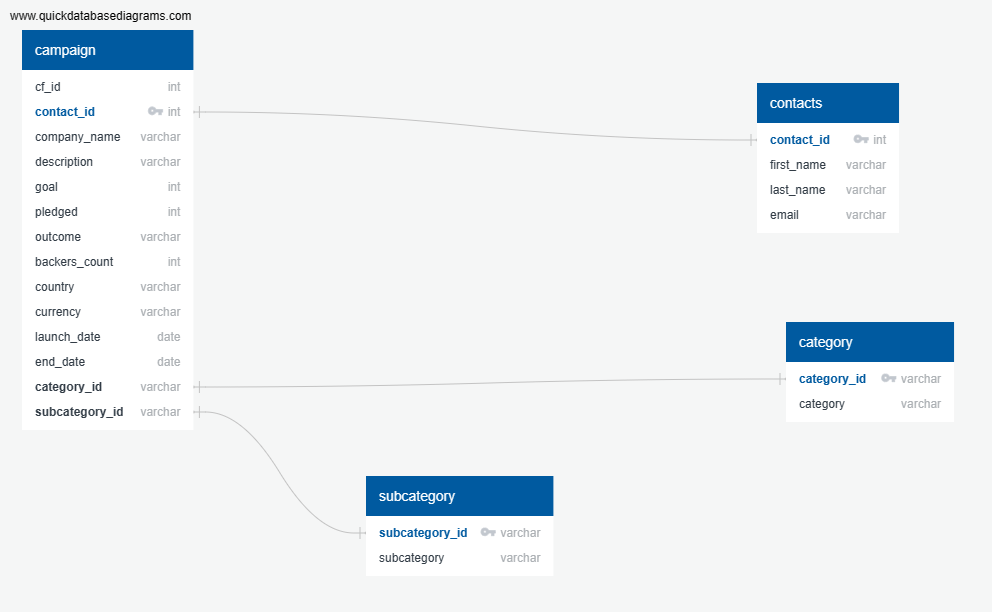 www.quickdatabasediagrams.com
campaign
cf_id int
contact_id int
company_name varchar
description varchar
goal int
pledged int
outcome varchar
backers_count int
country varchar
currency varchar
launch_date date
end_date date
category_id varchar
subcategory_id varchar
contacts
contact_id int
first_name varchar
last_name varchar
email varchar
category
category_id varchar
category varchar
subcategory
subcategory_id varchar
subcategory varchar